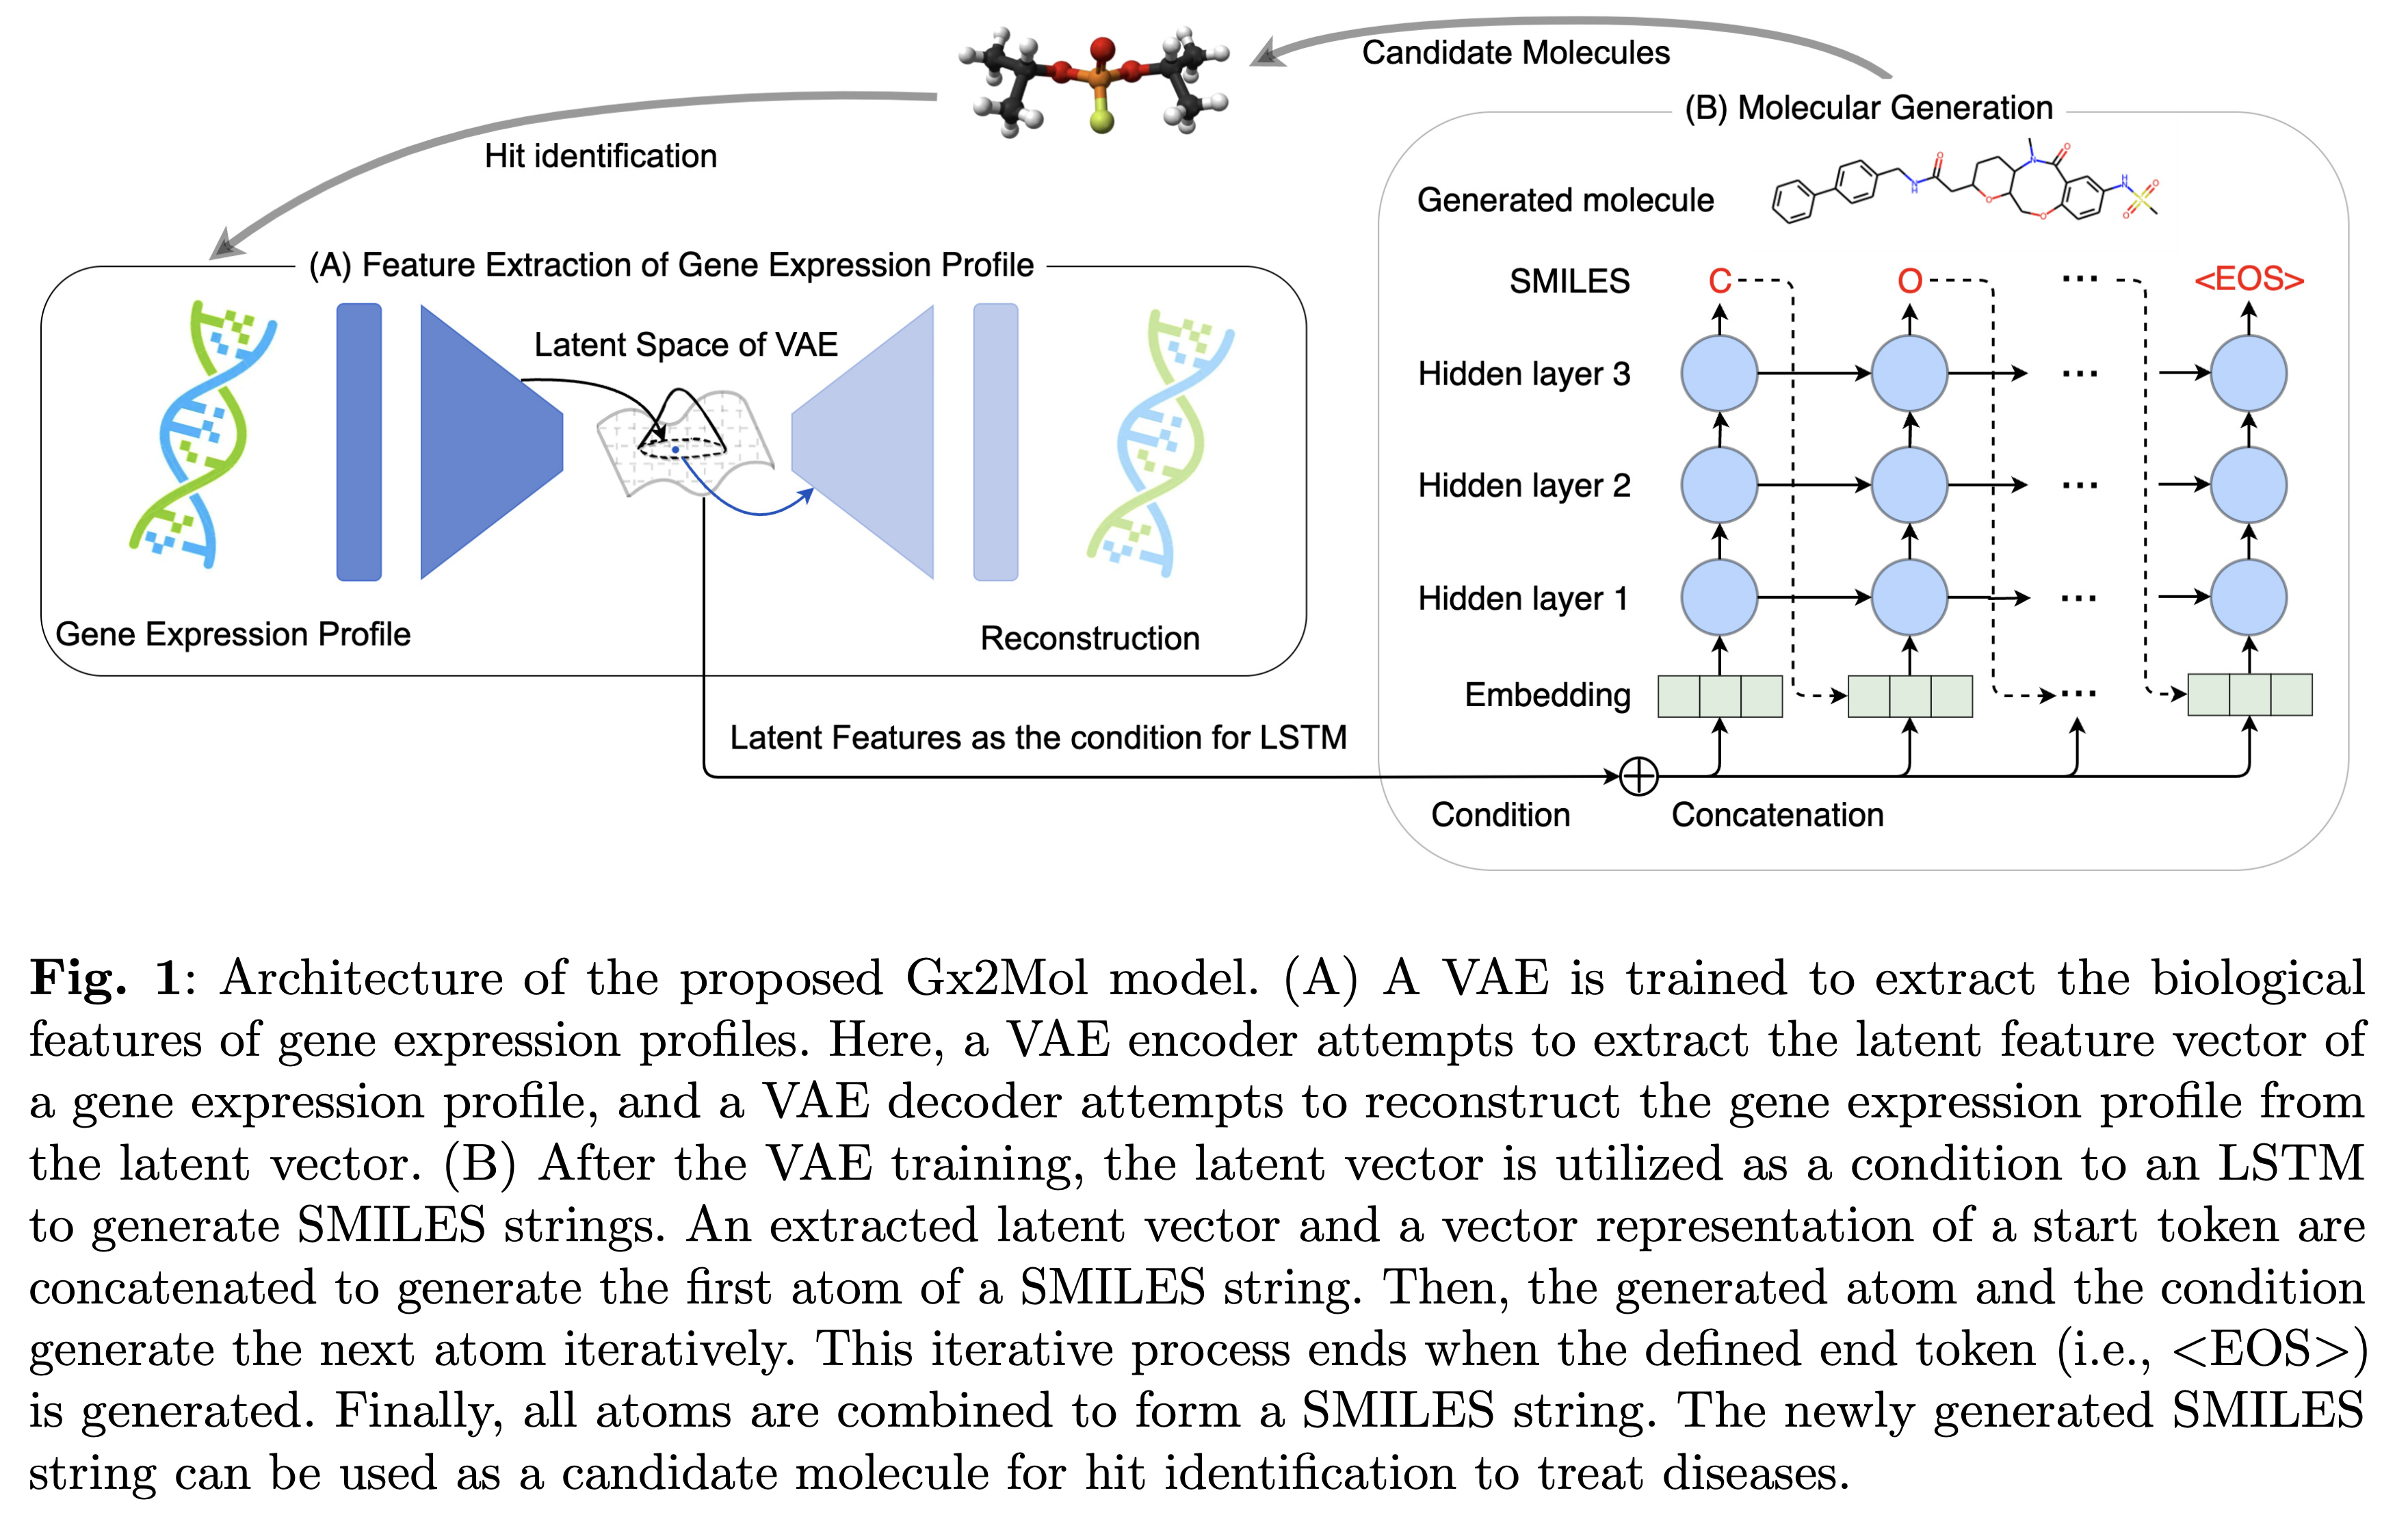 Candidate Molecules
Hit identification
(B) Molecular Generation
Generated molecule
(A) Feature Extraction of Gene Expression Profile
SMILES C O ... <EOS>
Latent Space of VAE
Hidden layer 3 ...
Hidden layer 2 ...
Hidden layer 1 ...
Gene Expression Profile
Reconstruction
Embedding ...
Latent Features as the condition for LSTM
Condition
Concatenation
N
O
O
N
H
O
O
N
H
S
O
O
Fig. 1: Architecture of the proposed Gx2Mol model. (A) A VAE is trained to extract the biological
features of gene expression profiles. Here, a VAE encoder attempts to extract the latent feature vector of
a gene expression profile, and a VAE decoder attempts to reconstruct the gene expression profile from
the latent vector. (B) After the VAE training, the latent vector is utilized as a condition to an LSTM
to generate SMILES strings. An extracted latent vector and a vector representation of a start token are
concatenated to generate the first atom of a SMILES string. Then, the generated atom and the condition
generate the next atom iteratively. This iterative process ends when the defined end token (i.e., <EOS>)
is generated. Finally, all atoms are combined to form a SMILES string. The newly generated SMILES
string can be used as a candidate molecule for hit identification to treat diseases.